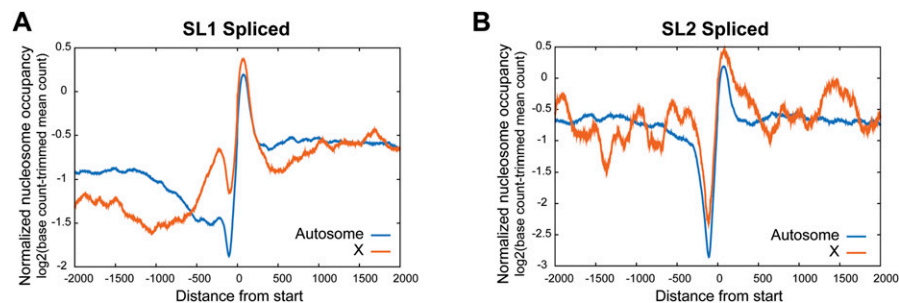 A
SL1 Spliced
Normalized nucleosome occupancy
log2(base count-trimmed mean count)
0.5
0
-0.5
-1
-1.5
-2
Autosome
X
-2000 -1500 -1000 -500 0 500 1000 1500 2000
Distance from start
B
SL2 Spliced
Normalized nucleosome occupancy
log2(base count-trimmed mean count)
0.5
0
-0.5
-1
-1.5
-2
-2.5
-3
Autosome
X
-2000 -1500 -1000 -500 0 500 1000 1500 2000
Distance from start